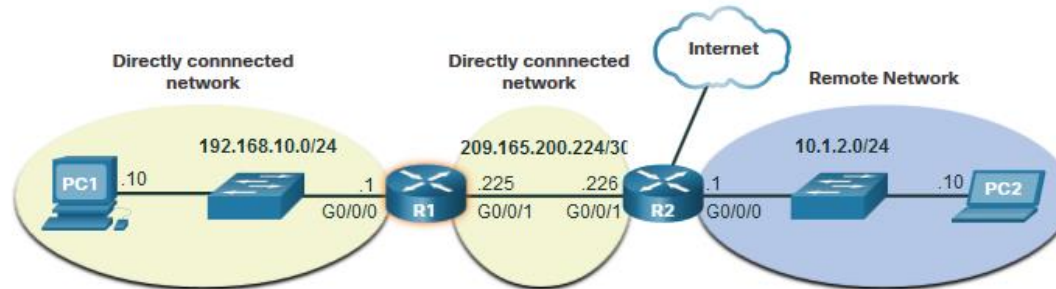 Internet
Directly connnected
network
Directly connnected
network
Remote Network
192.168.10.0/24
209.165.200.224/30
10.1.2.0/24
PC1
.10
.1
G0/0/0
R1
.225
G0/0/1
.226
G0/0/1
R2
.1
G0/0/0
.10
PC2